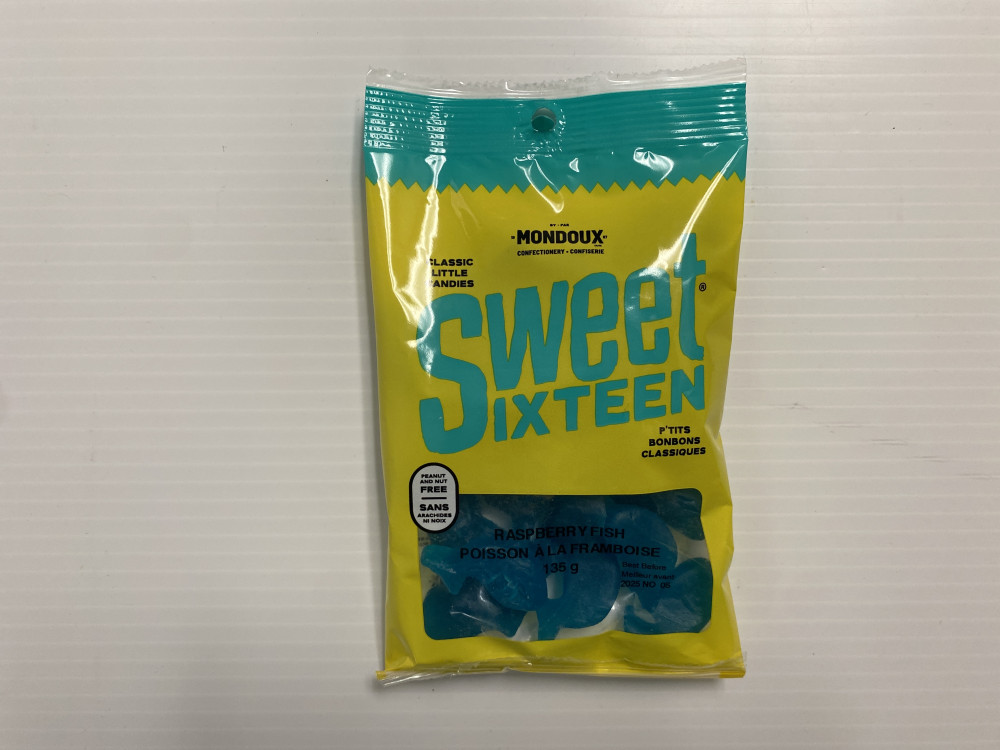 BY • PAR
MONDOUX
CONFECTIONERY • CONFISERIE
CLASSIC
LITTLE
CANDIES
Sweet®
SIXTEEN
P'TITS
BONBONS
CLASSIQUES
PEANUT
AND NUT
FREE
SANS
ARACHIDES
NI NOIX
RASPBERRY FISH
POISSON À LA FRAMBOISE
135 g
Best Before
Meilleur avant
2025 NO 08